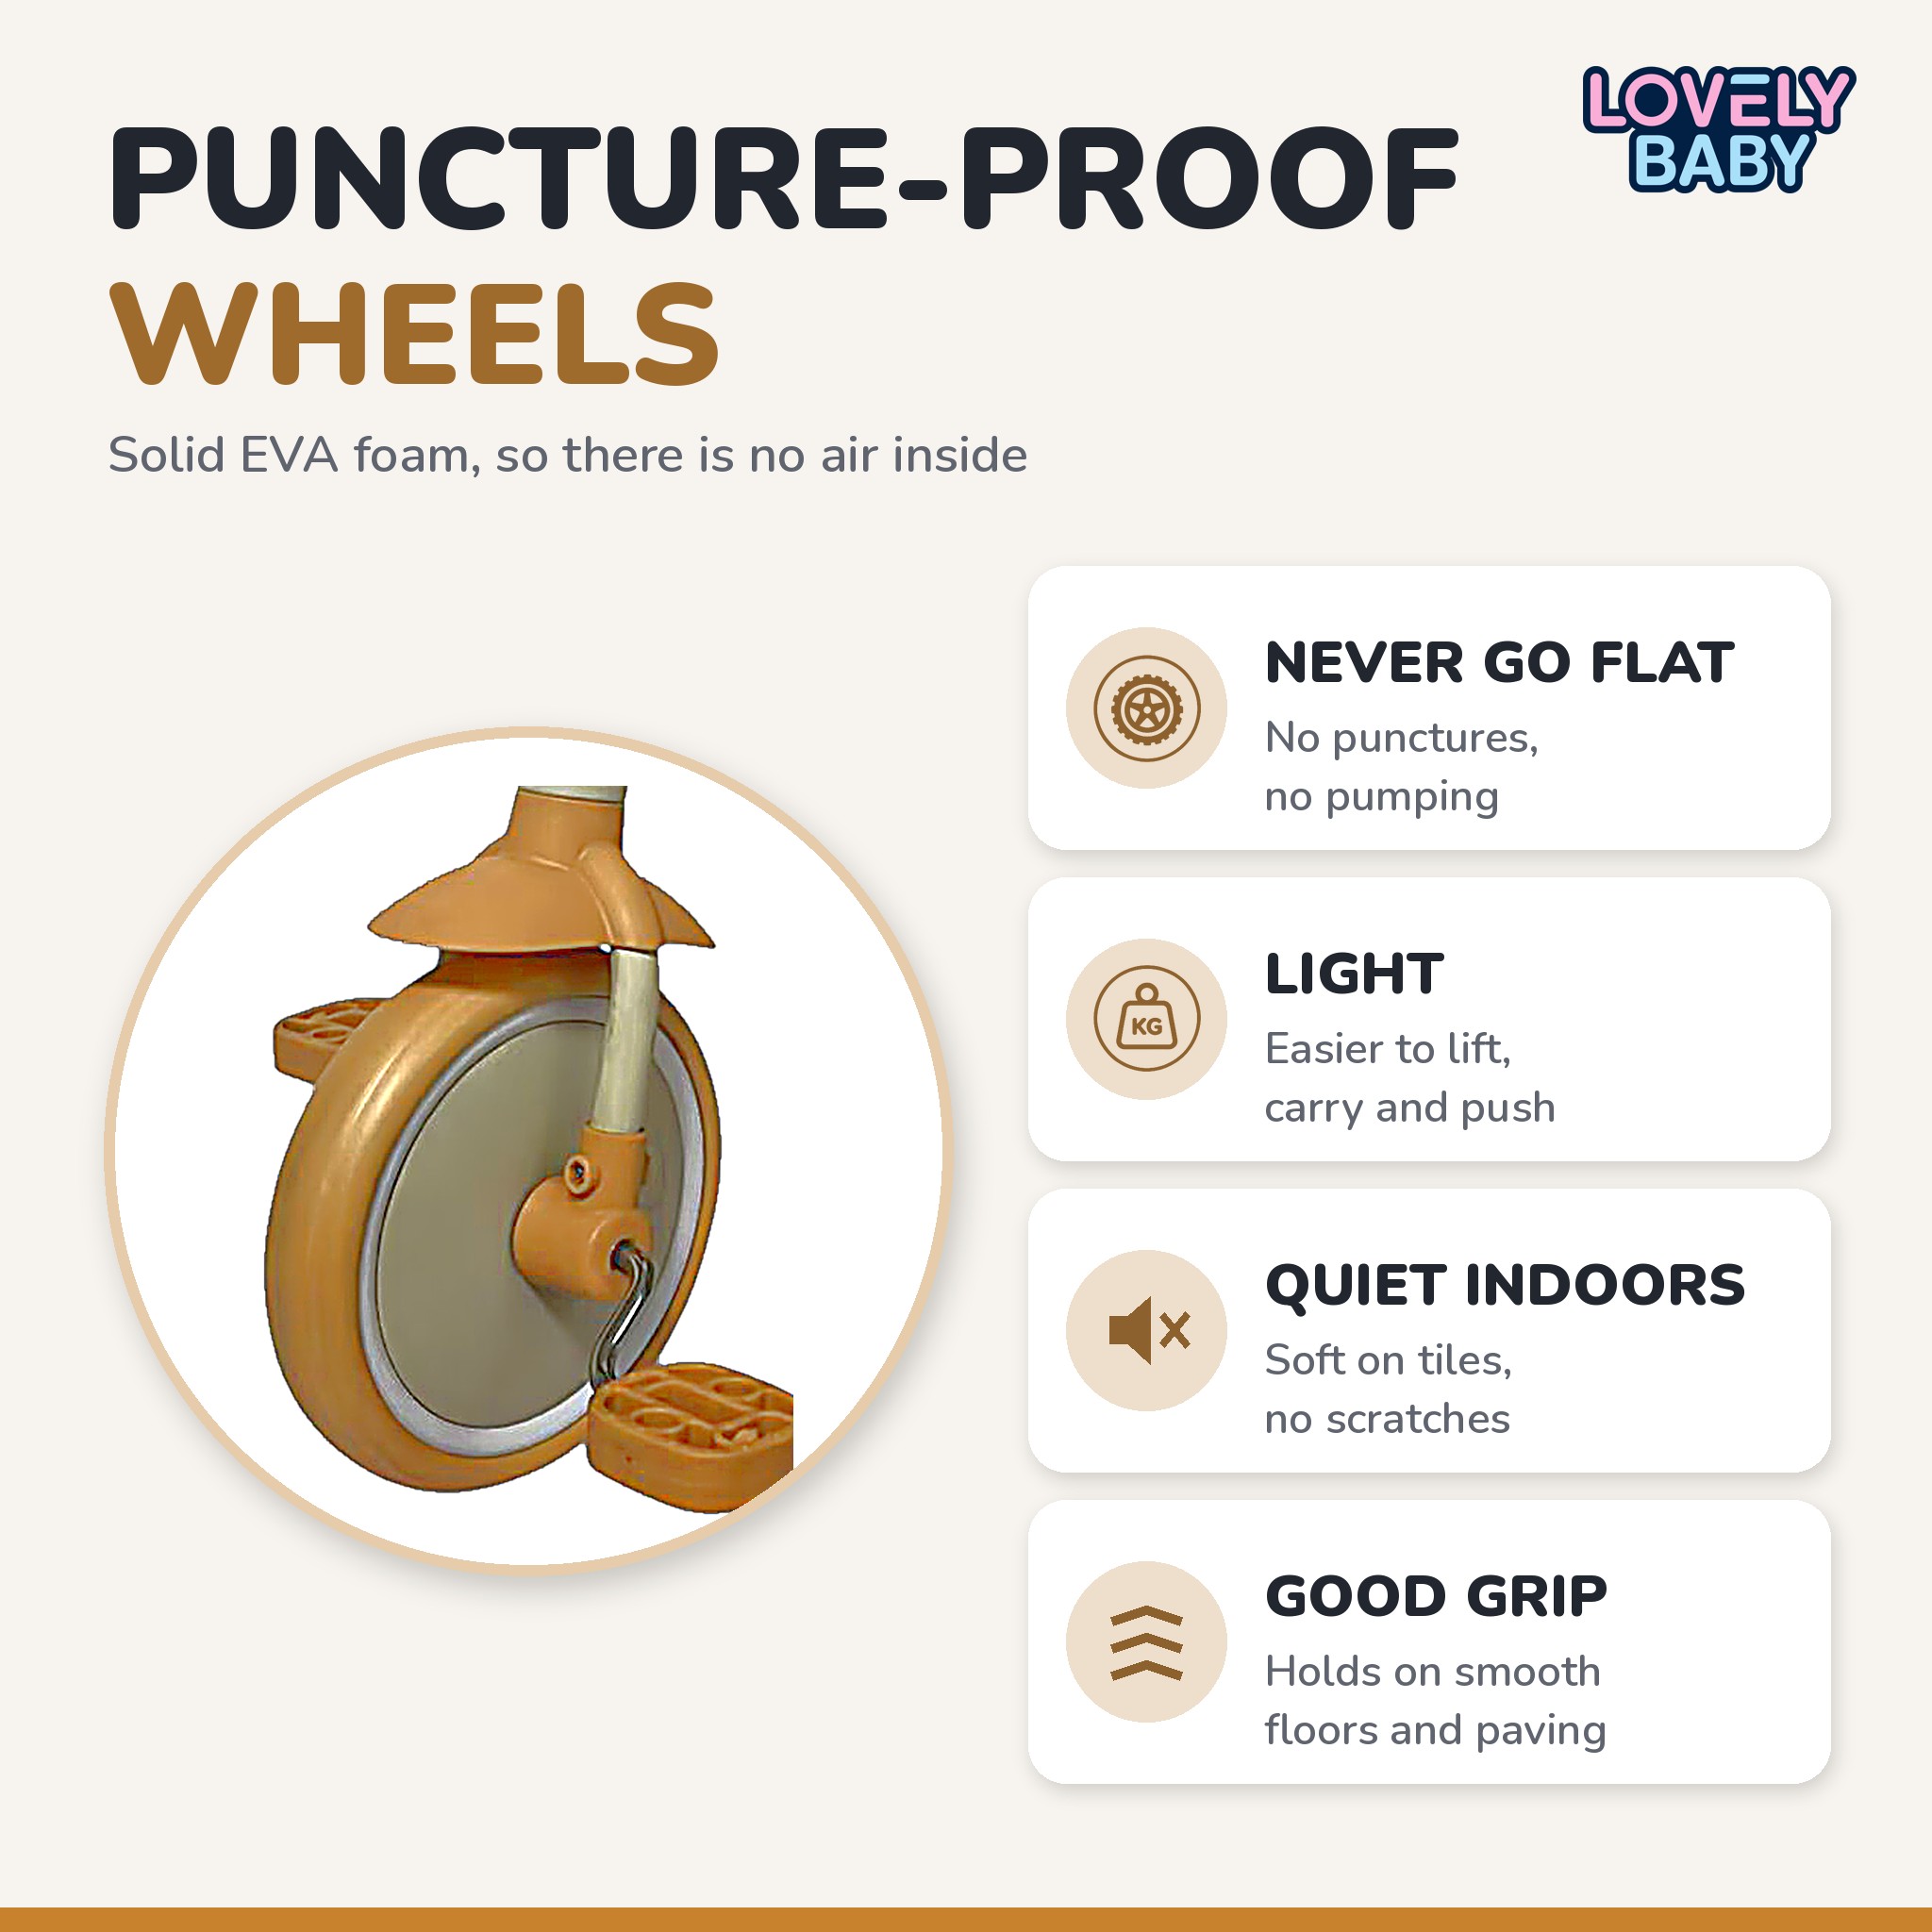 LOVELY
BABY
PUNCTURE-PROOF
WHEELS
Solid EVA foam, so there is no air inside
NEVER GO FLAT
No punctures,
no pumping
KG
LIGHT
Easier to lift,
carry and push
QUIET INDOORS
Soft on tiles,
no scratches
GOOD GRIP
Holds on smooth
floors and paving